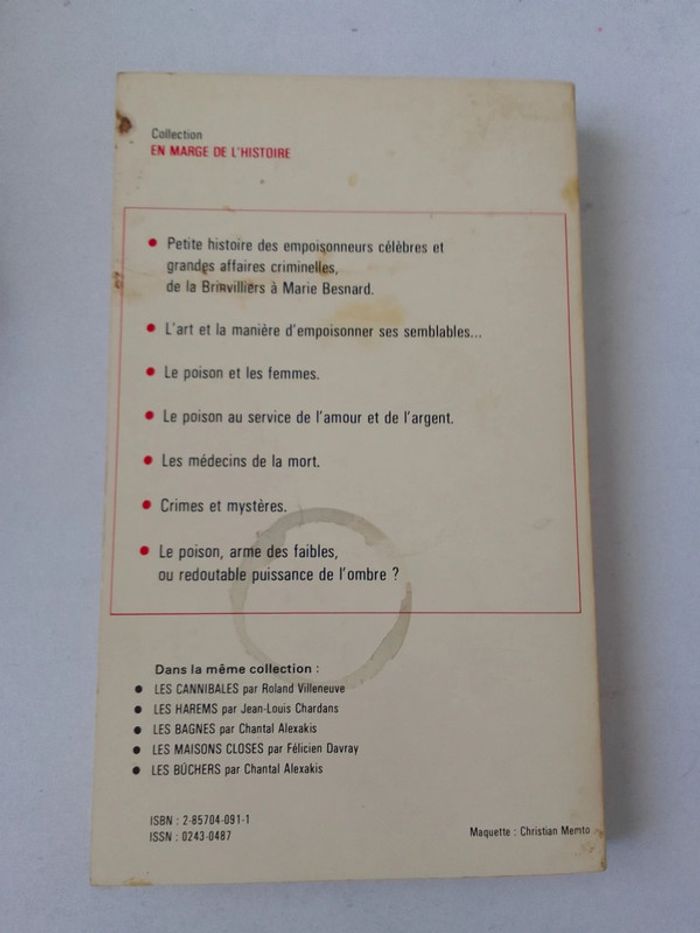 Collection
EN MARGE DE L'HISTOIRE
• Petite histoire des empoisonneurs célèbres et
grandes affaires criminelles,
de la Brinvilliers à Marie Besnard.
• L'art et la manière d'empoisonner ses semblables...
• Le poison et les femmes.
• Le poison au service de l'amour et de l'argent.
• Les médecins de la mort.
• Crimes et mystères.
• Le poison, arme des faibles,
ou redoutable puissance de l'ombre ?
Dans la même collection :
• LES CANNIBALES par Roland Villeneuve
• LES HAREMS par Jean-Louis Chardans
• LES BAGNES par Chantal Alexakis
• LES MAISONS CLOSES par Félicien Davray
• LES BÛCHERS par Chantal Alexakis
ISBN : 2-85704-091-1
ISSN : 0243-0487
Maquette : Christian Memto